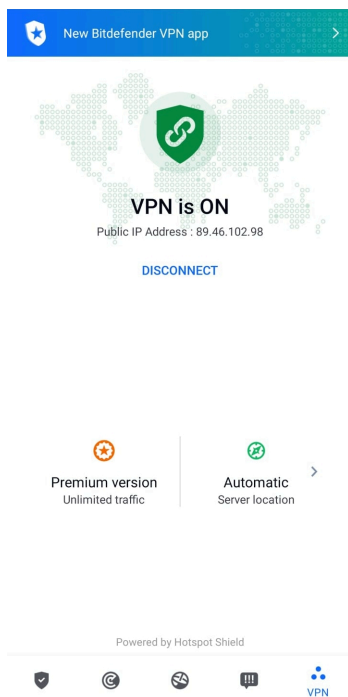 New Bitdefender VPN app
VPN is ON
Public IP Address : 89.46.102.98
DISCONNECT
Premium version
Unlimited traffic
Automatic
Server location
Powered by Hotspot Shield
VPN